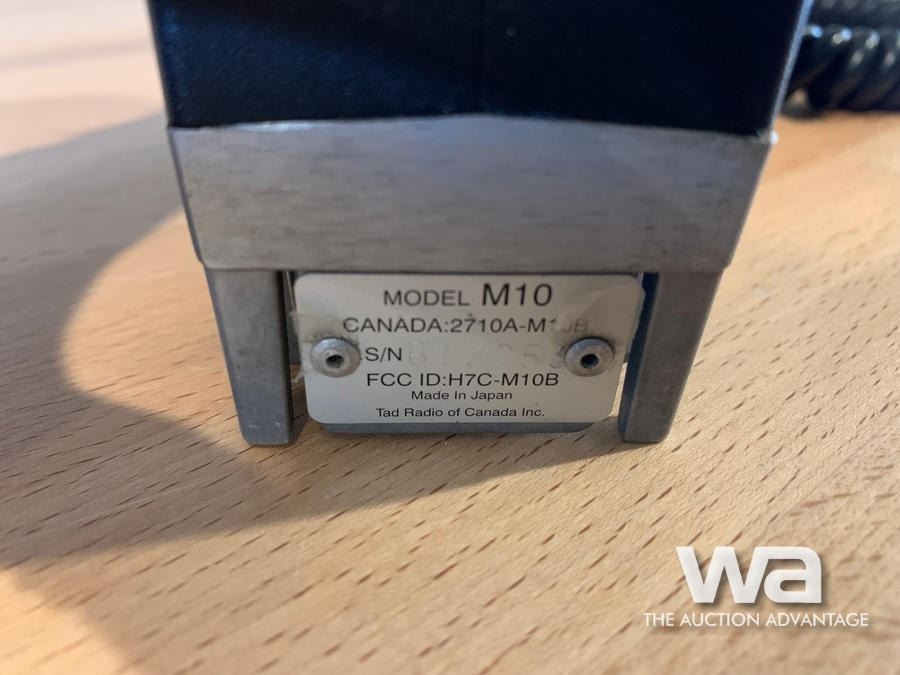 MODEL M10
CANADA:2710A-M10B
S/N
FCC ID:H7C-M10B
Made In Japan
Tad Radio of Canada Inc.
wa
THE AUCTION ADVANTAGE